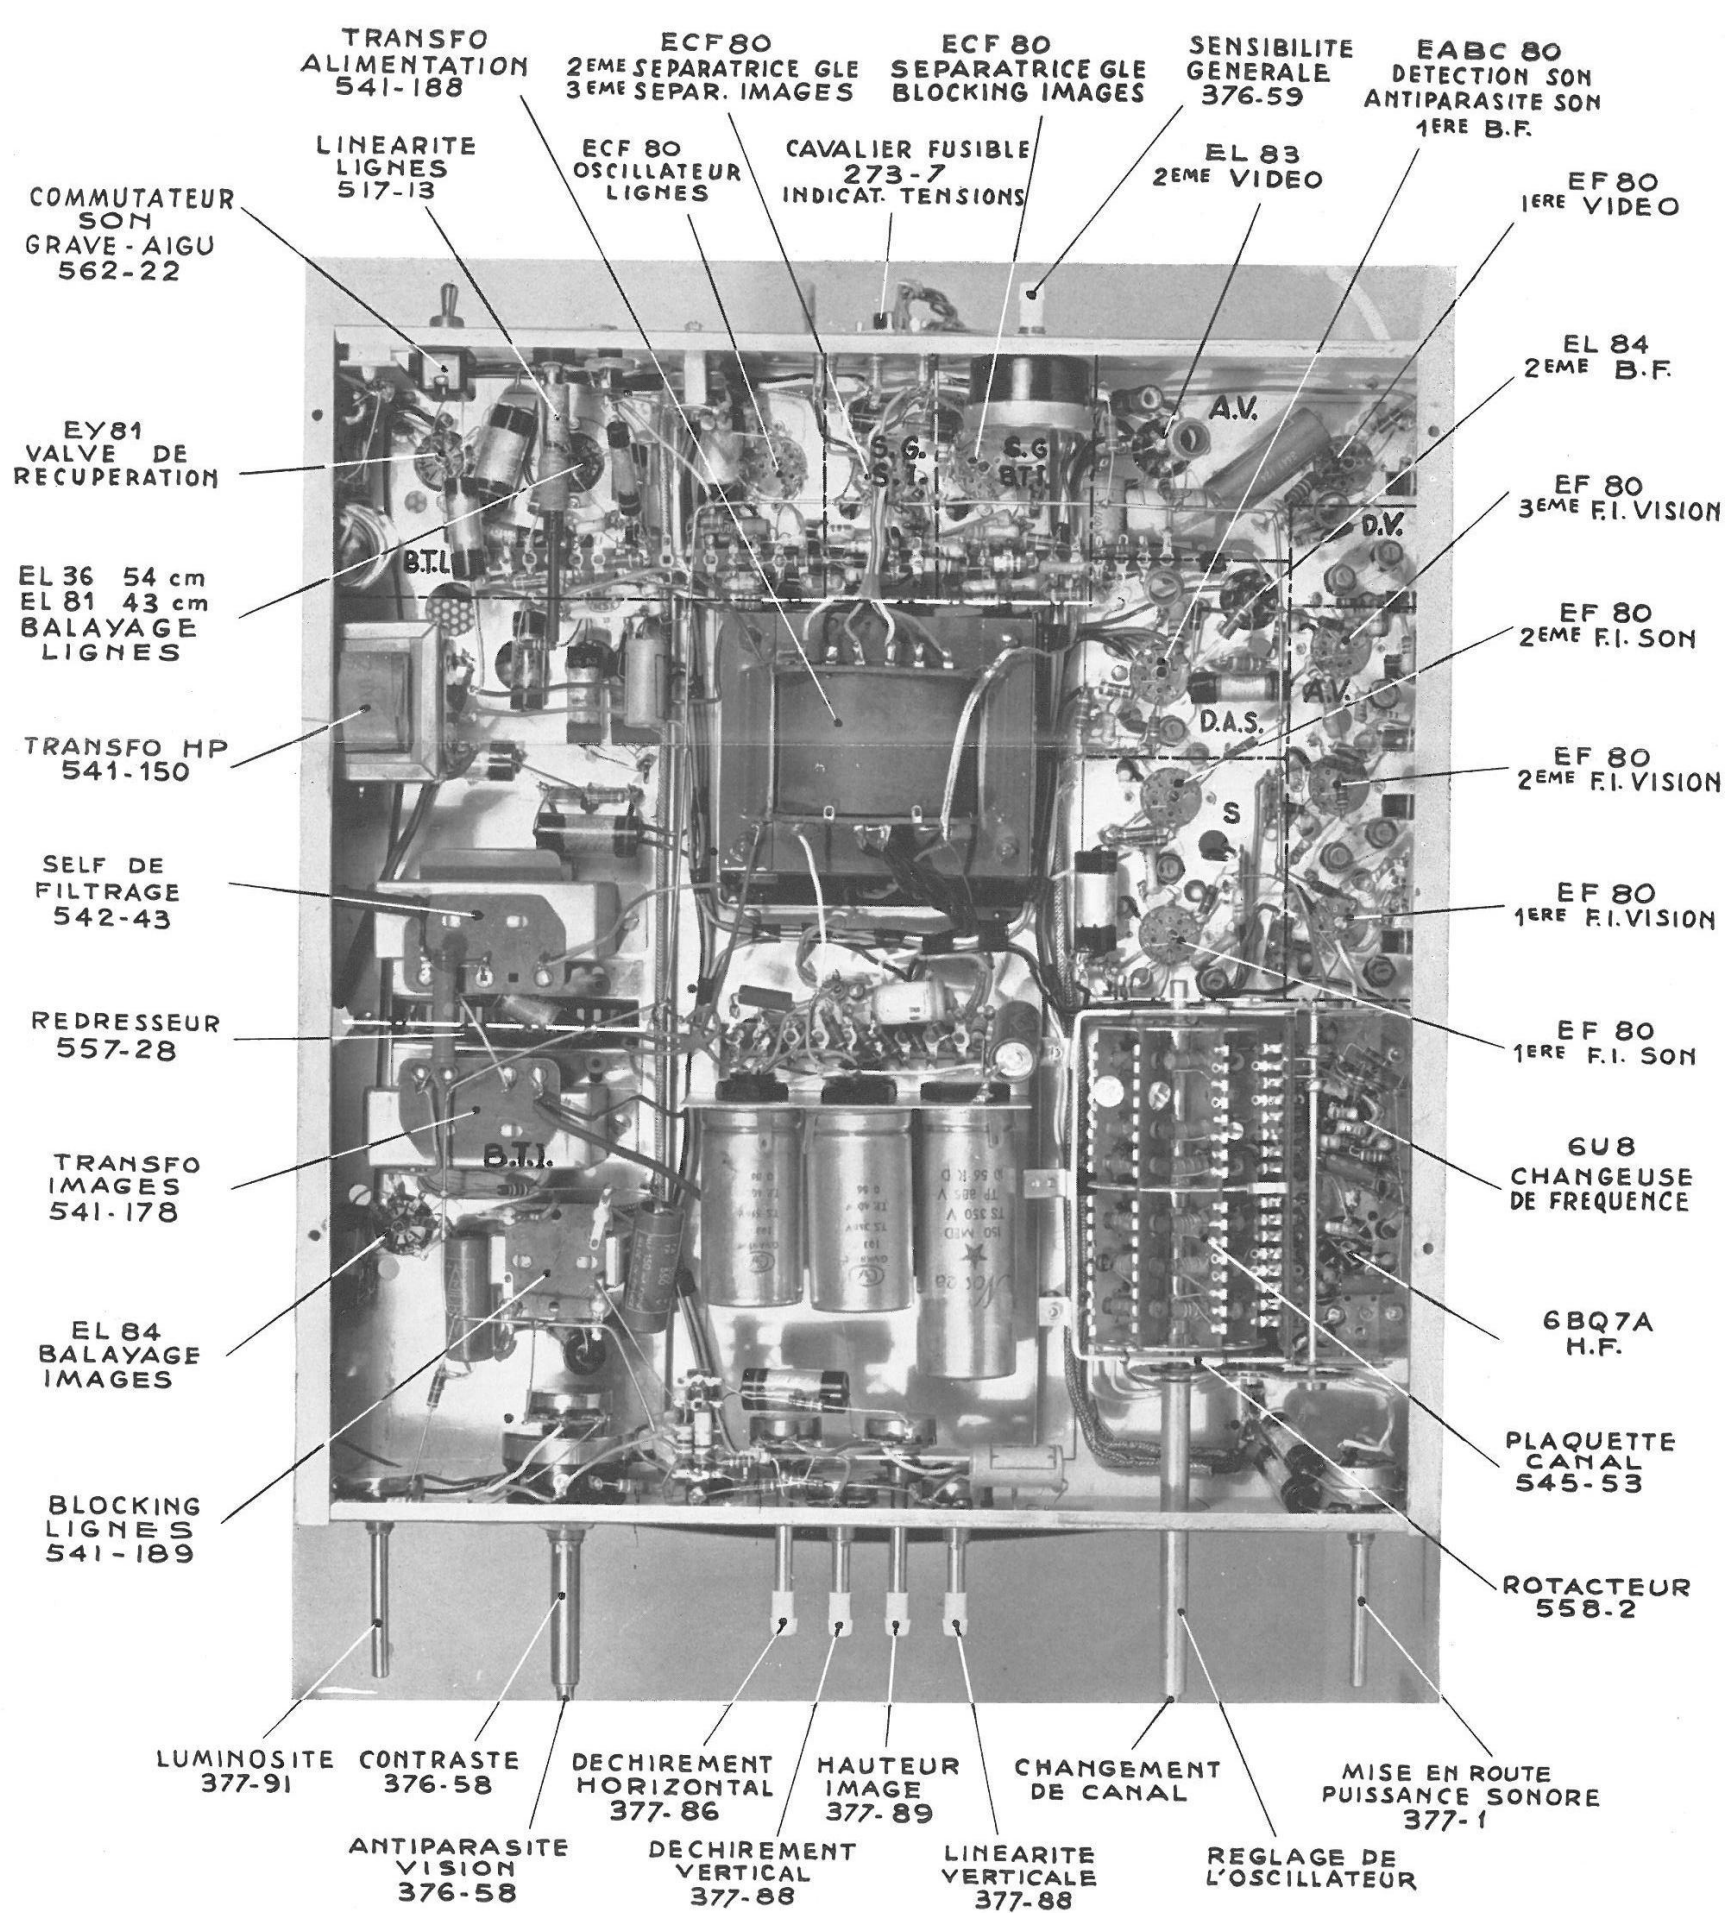 TRANSFO
ALIMENTATION
541-188
ECF 80
2EME SEPARATRICE GLE
3EME SEPAR. IMAGES
ECF 80
SEPARATRICE GLE
BLOCKING IMAGES
SENSIBILITE
GENERALE
376-59
EABC 80
DETECTION SON
ANTIPARASITE SON
1ERE B.F.
LINEARITE
LIGNES
517-13
ECF 80
OSCILLATEUR
LIGNES
CAVALIER FUSIBLE
273-7
INDICAT. TENSIONS
EL 83
2EME VIDEO
EF 80
1ERE VIDEO
COMMUTATEUR
SON
GRAVE-AIGU
562-22
EL 84
2EME B.F.
EY81
VALVE DE
RECUPERATION
EF 80
3EME F.I. VISION
EL 36 54 cm
EL 81 43 cm
BALAYAGE
LIGNES
EF 80
2EME F.I. SON
TRANSFO HP
541-150
EF 80
2EME F.I. VISION
SELF DE
FILTRAGE
542-43
EF 80
1ERE F.I. VISION
REDRESSEUR
557-28
EF 80
1ERE F.I. SON
TRANSFO
IMAGES
541-178
6U8
CHANGEUSE
DE FREQUENCE
EL 84
BALAYAGE
IMAGES
6BQ7A
H.F.
BLOCKING
LIGNES
541-189
PLAQUETTE
CANAL
545-53
ROTACTEUR
558-2
A.V.
S.G.
S.I.
S.G
B.T.I.
D.V.
B.T.L
A.V.
D.A.S.
S
B.T.I.
150 MED
TS 350 V
LUMINOSITE
377-91
CONTRASTE
376-58
DECHIREMENT
HORIZONTAL
377-86
HAUTEUR
IMAGE
377-89
CHANGEMENT
DE CANAL
MISE EN ROUTE
PUISSANCE SONORE
377-1
ANTIPARASITE
VISION
376-58
DECHIREMENT
VERTICAL
377-88
LINEARITE
VERTICALE
377-88
REGLAGE DE
L'OSCILLATEUR